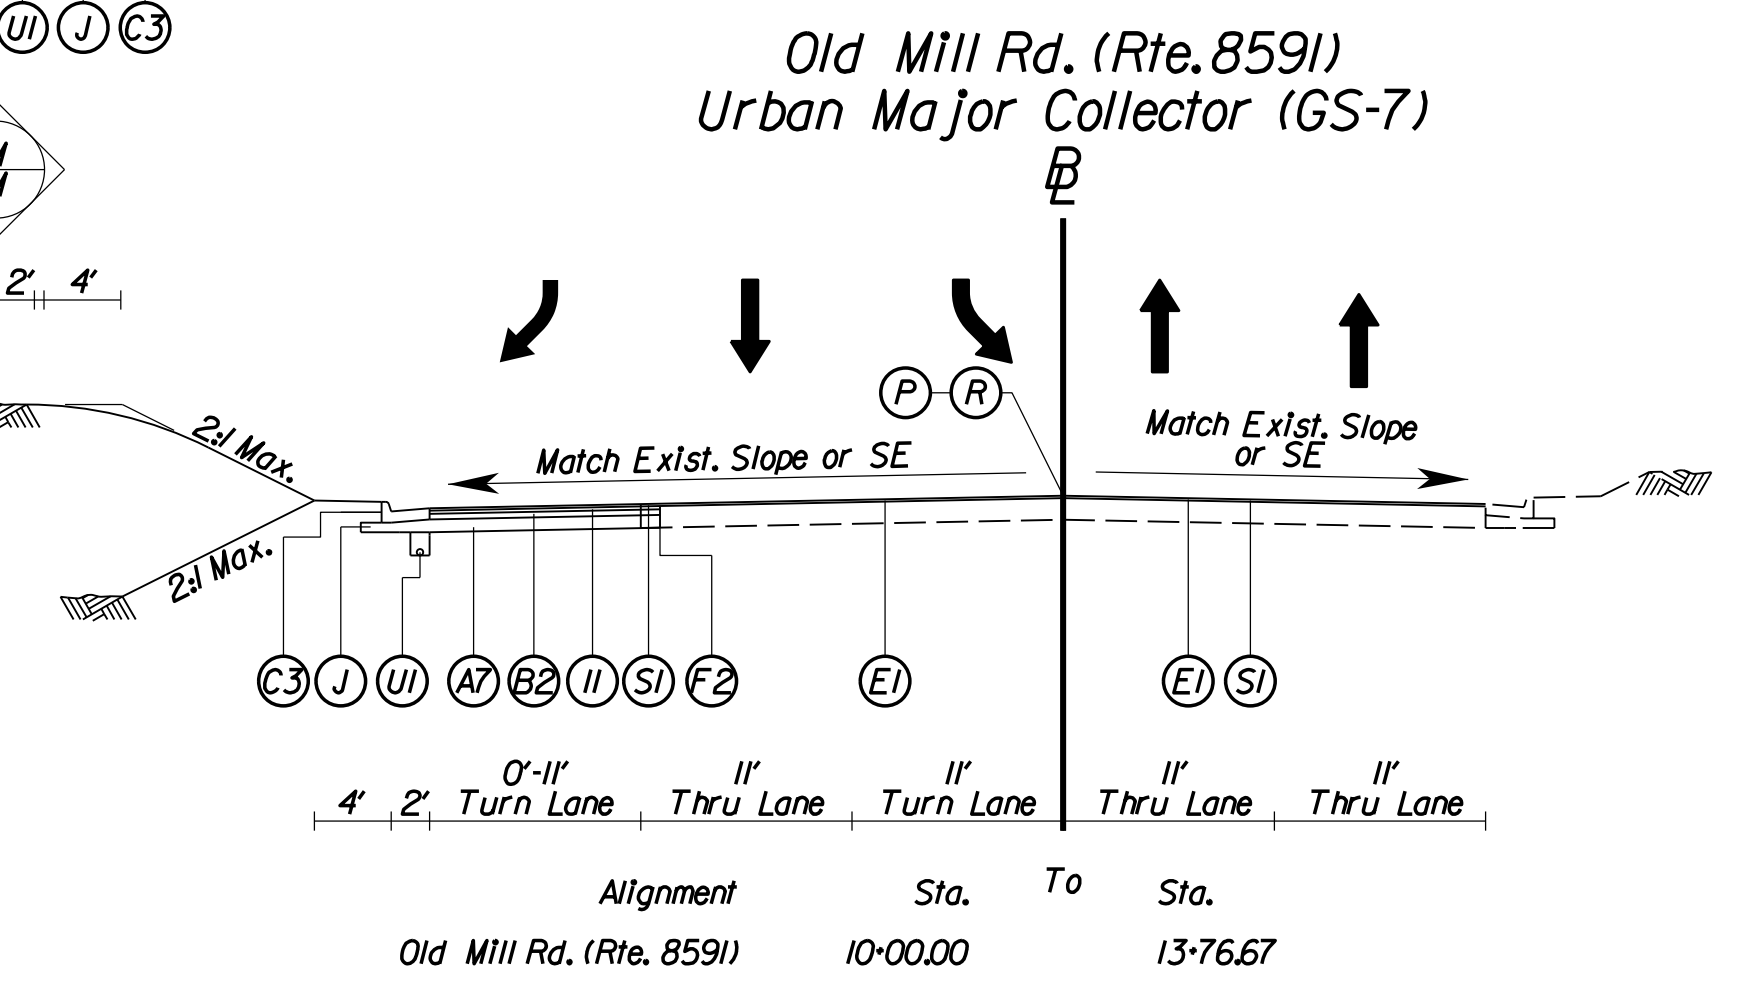 U1 J C3
Old Mill Rd. (Rte. 8591)
Urban Major Collector (GS-7)
BL
2' 4'
P R
Match Exist. Slope
or SE
Match Exist. Slope or SE
2:1 Max.
2:1 Max.
C3 J U1 A7 B2 I1 S1 F2 E1 E1 S1
0'-11' 11' 11' 11' 11'
4' 2' Turn Lane Thru Lane Turn Lane Thru Lane Thru Lane
Alignment Sta. To Sta.
Old Mill Rd. (Rte. 8591) 10+00.00 13+76.67